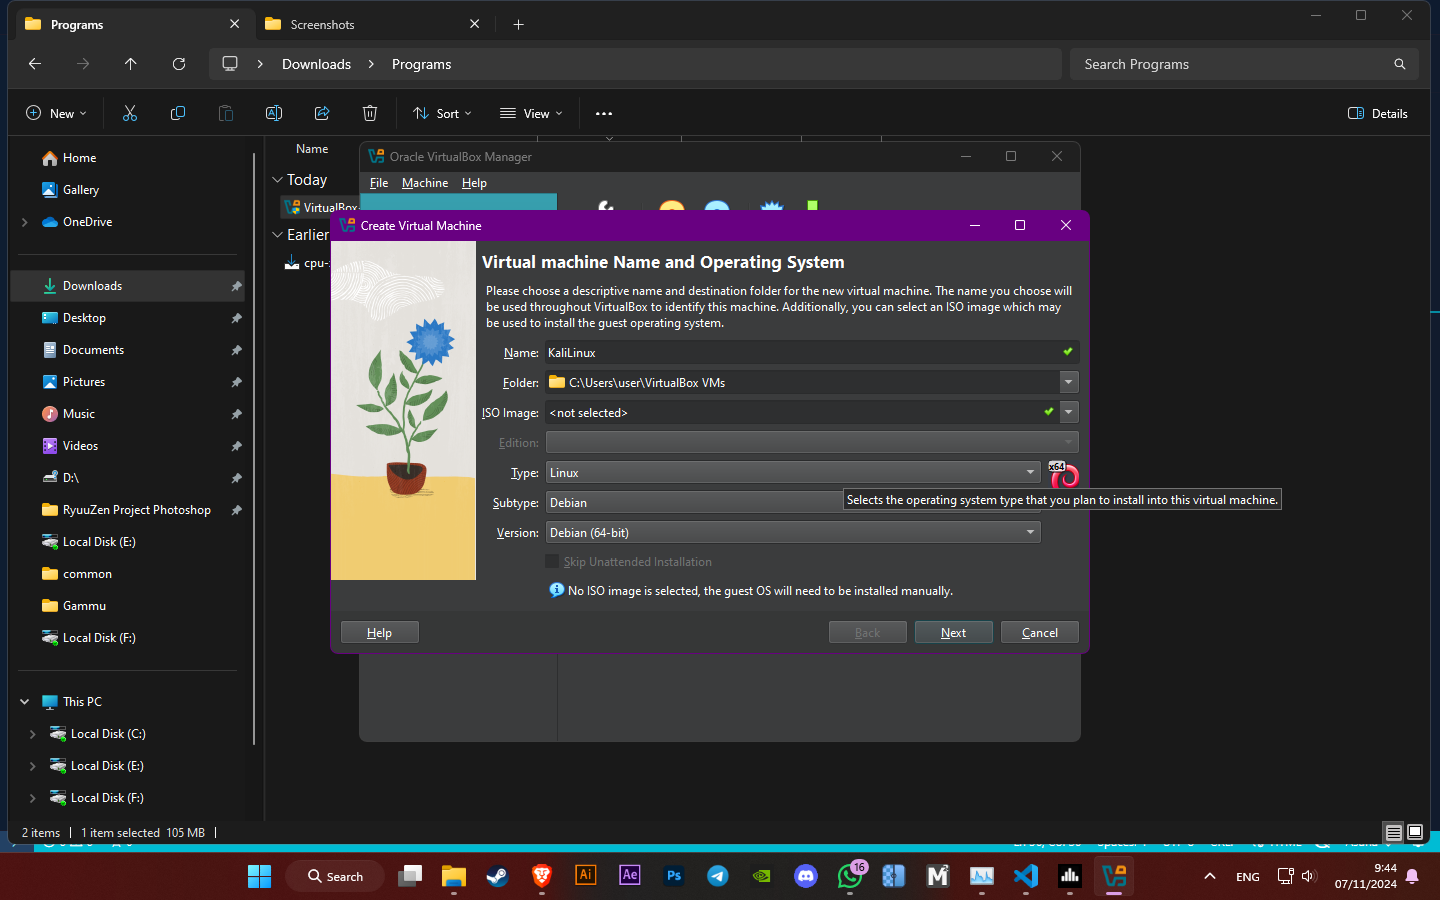 Programs
Screenshots
Downloads
Programs
Search Programs
New
Sort
View
Details
Home
Gallery
OneDrive
Downloads
Desktop
Documents
Pictures
Music
Videos
D:\
RyuuZen Project Photoshop
Local Disk (E:)
common
Gammu
Local Disk (F:)
This PC
Local Disk (C:)
Local Disk (E:)
Local Disk (F:)
Name
Today
VirtualBox
Earlier
Oracle VirtualBox Manager
File Machine Help
Create Virtual Machine
Virtual machine Name and Operating System
Please choose a descriptive name and destination folder for the new virtual machine. The name you choose will
be used throughout VirtualBox to identify this machine. Additionally, you can select an ISO image which may
be used to install the guest operating system.
Name: KaliLinux
Folder: C:\Users\user\VirtualBox VMs
ISO Image: <not selected>
Edition:
Type: Linux
x64
Subtype: Debian
Selects the operating system type that you plan to install into this virtual machine.
Version: Debian (64-bit)
Skip Unattended Installation
No ISO image is selected, the guest OS will need to be installed manually.
Help Back Next Cancel
2 items 1 item selected 105 MB
Search
Ai
Ae
Ps
16
M
ENG
9:44
07/11/2024